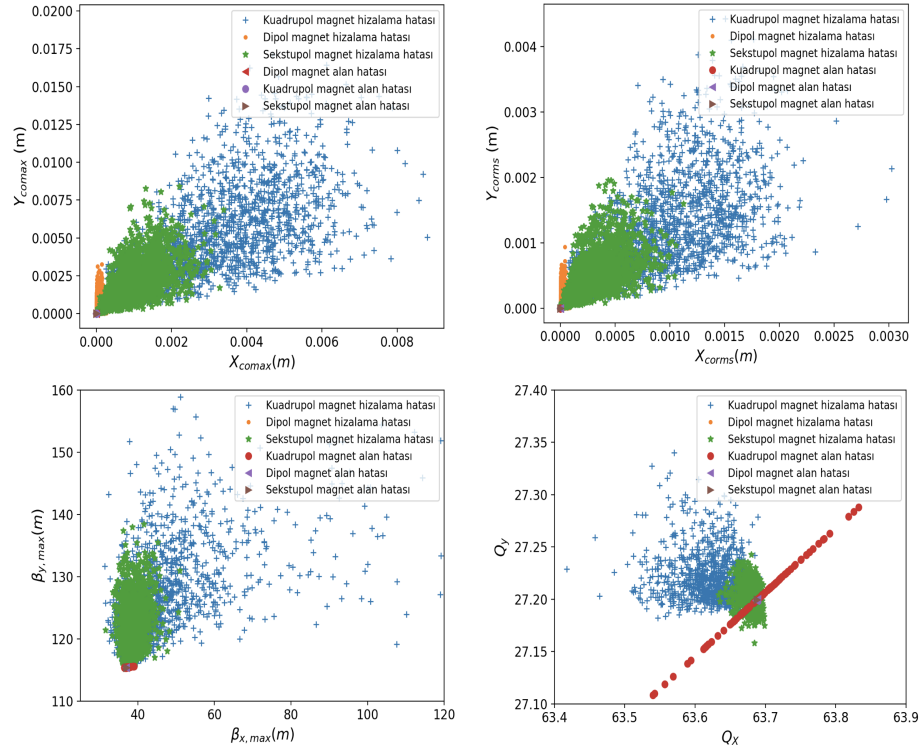 0.0200
0.0175
0.0150
0.0125
0.0100
0.0075
0.0050
0.0025
0.0000
Y_comax (m)
Kuadrupol magnet hizalama hatası
Dipol magnet hizalama hatası
Sekstupol magnet hizalama hatası
Dipol magnet alan hatası
Kuadrupol magnet alan hatası
Sekstupol magnet alan hatası
0.000 0.002 0.004 0.006 0.008
X_comax(m)
0.004
0.003
0.002
0.001
0.000
Y_corms (m)
Kuadrupol magnet hizalama hatası
Dipol magnet hizalama hatası
Sekstupol magnet hizalama hatası
Kuadrupol magnet alan hatası
Dipol magnet alan hatası
Sekstupol magnet alan hatası
0.0000 0.0005 0.0010 0.0015 0.0020 0.0025 0.0030
X_corms(m)
160
150
140
130
120
110
β_y,max(m)
Kuadrupol magnet hizalama hatası
Dipol magnet hizalama hatası
Sekstupol magnet hizalama hatası
Kuadrupol magnet alan hatası
Dipol magnet alan hatası
Sekstupol magnet alan hatası
40 60 80 100 120
β_x,max(m)
27.40
27.35
27.30
27.25
27.20
27.15
27.10
Q_y
Kuadrupol magnet hizalama hatası
Dipol magnet hizalama hatası
Sekstupol magnet hizalama hatası
Kuadrupol magnet alan hatası
Dipol magnet alan hatası
Sekstupol magnet alan hatası
63.4 63.5 63.6 63.7 63.8 63.9
Q_X